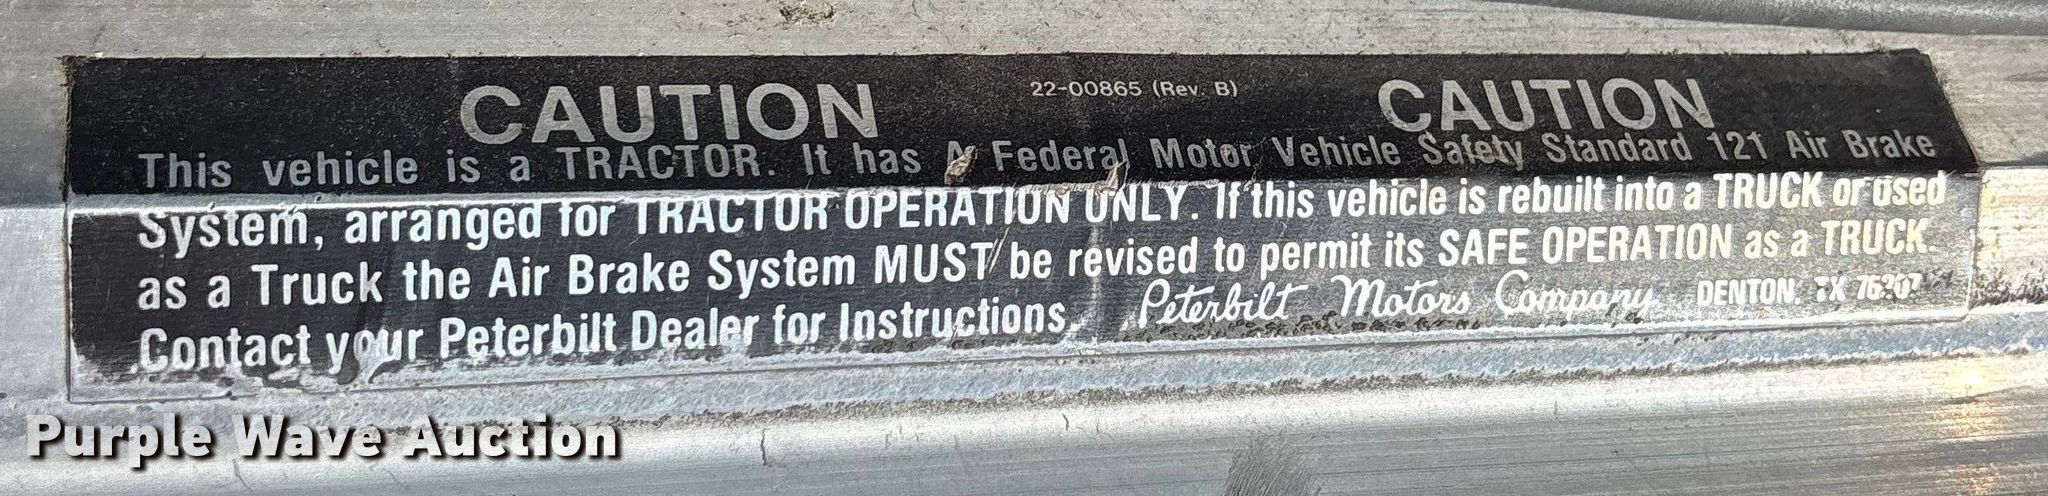 CAUTION 22-00865 (Rev. B) CAUTION
This vehicle is a TRACTOR. It has A Federal Motor Vehicle Safety Standard 121 Air Brake
System, arranged for TRACTOR OPERATION ONLY. If this vehicle is rebuilt into a TRUCK or used
as a Truck the Air Brake System MUST be revised to permit its SAFE OPERATION as a TRUCK.
Contact your Peterbilt Dealer for Instructions. Peterbilt Motors Company DENTON, TX
Purple Wave Auction